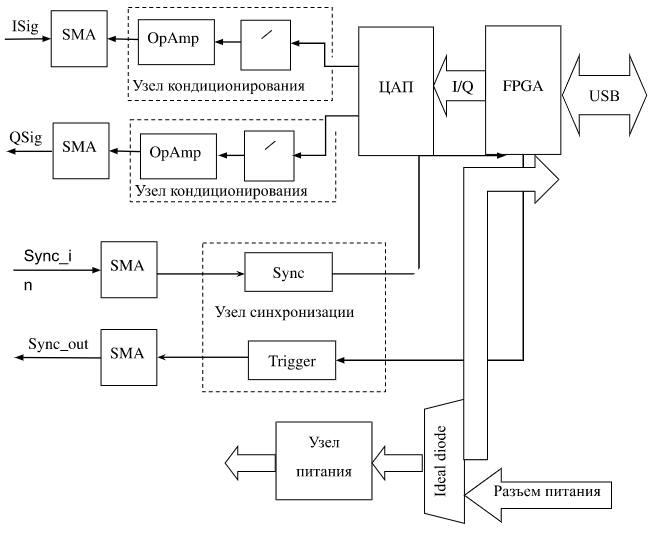 ISig
SMA
OpAmp
Узел кондиционирования
ЦАП
I/Q
FPGA
USB
QSig
SMA
OpAmp
Узел кондиционирования
Sync_i
n
SMA
Sync
Узел синхронизации
Sync_out
SMA
Trigger
Узел
питания
Ideal diode
Разъем питания